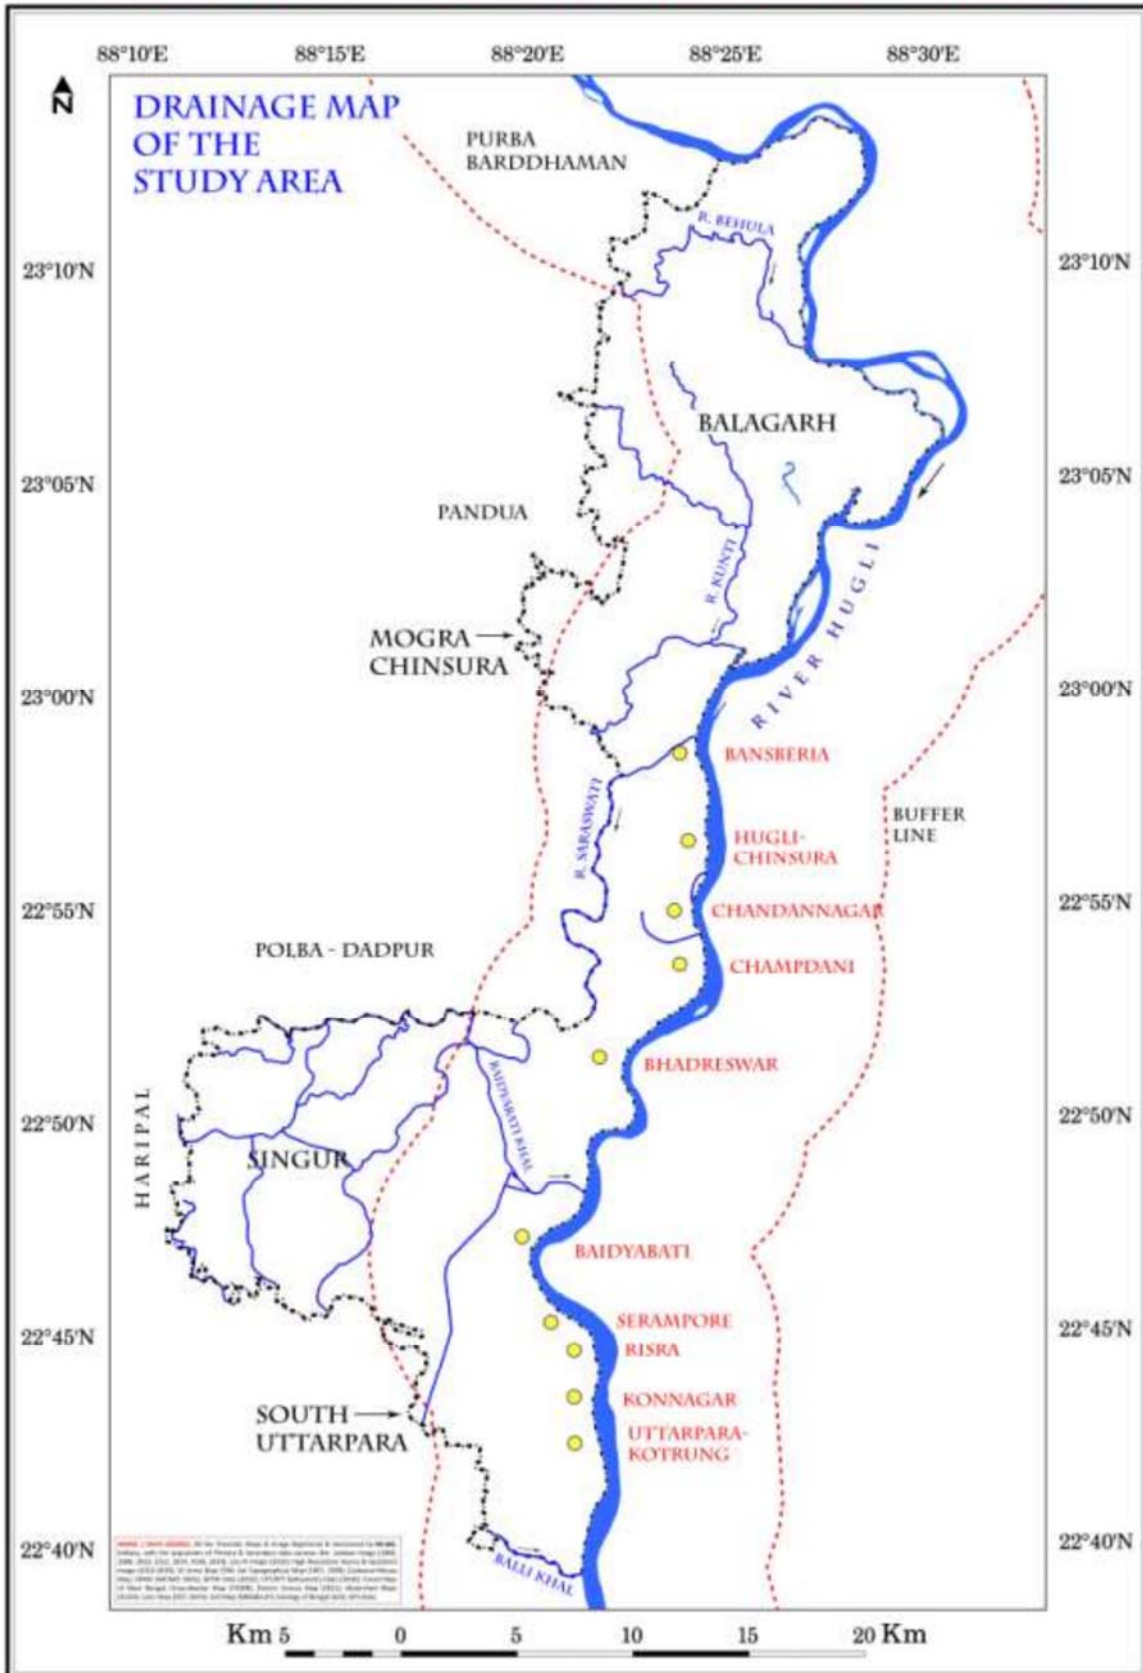 88°10'E 88°15'E 88°20'E 88°25'E 88°30'E
N
DRAINAGE MAP
OF THE
STUDY AREA
PURBA
BARDDHAMAN
R. BEHULA
23°10'N
23°10'N
BALAGARH
23°05'N
23°05'N
PANDUA
R. KUNTI
RIVER HUGLI
MOGRA
CHINSURA
23°00'N
23°00'N
BANSBERIA
R. SARASWATI
BUFFER
LINE
HUGLI-
CHINSURA
22°55'N
22°55'N
CHANDANNAGAR
POLBA - DADPUR
CHAMPDANI
BHADRESWAR
BAIDYABATI KHAL
22°50'N
22°50'N
HARIPAL
SINGUR
BAIDYABATI
SERAMPORE
22°45'N
22°45'N
RISRA
KONNAGAR
SOUTH
UTTARPARA
UTTARPARA-
KOTRUNG
22°40'N
22°40'N
BALLI KHAL
Km 5 0 5 10 15 20 Km